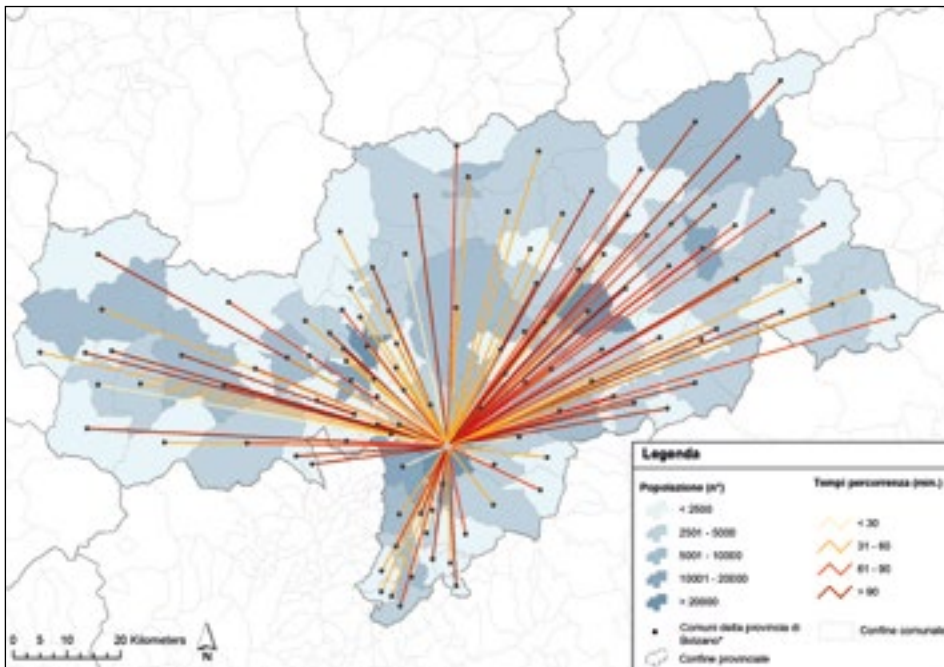 Legenda
Popolazione (n°)
< 2500
2501 - 5000
5001 - 10000
10001 - 20000
> 20000
Comuni della provincia di
Bolzano*
Confine provinciale
Tempi percorrenza (min.)
< 30
31 - 60
61 - 90
> 90
Confine comunale
0 5 10 20 Kilometers
N